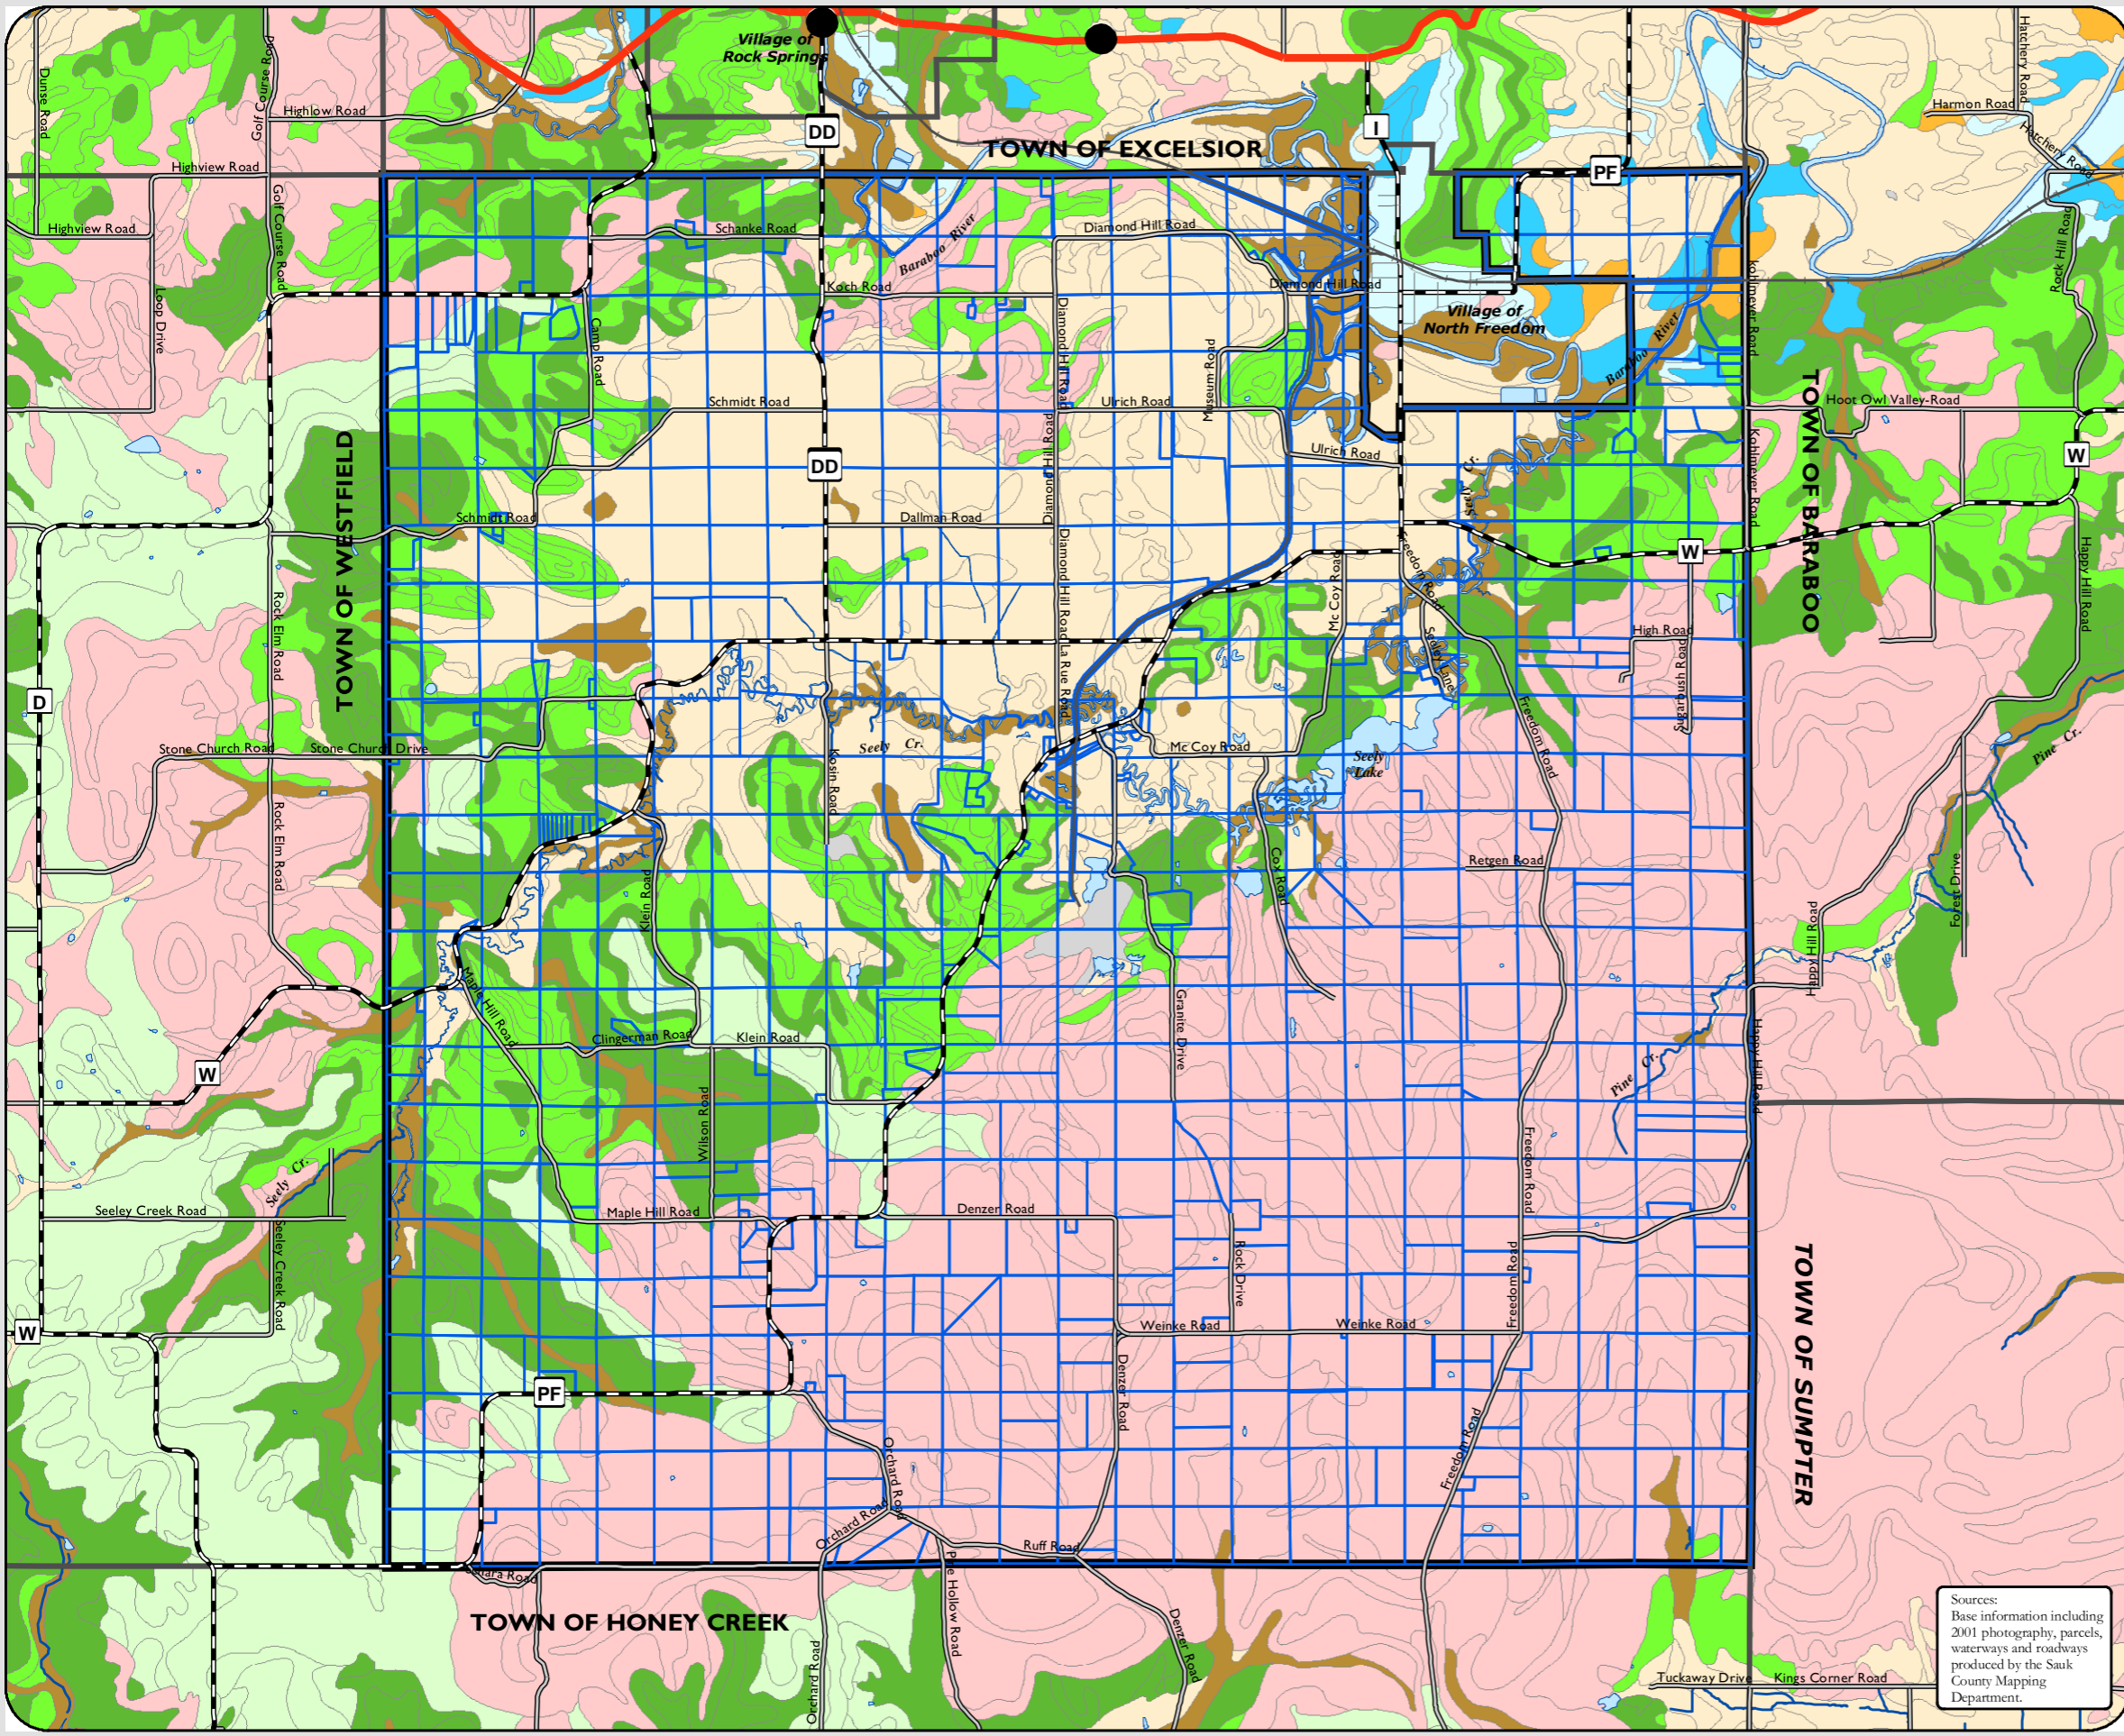 Village of
Rock Springs
Hatchery Road
Dunse Road
Golf Course Road
Highlow Road
Harmon Road
DD
I
TOWN OF EXCELSIOR
Hatchery Road
Highview Road
PF
Golf Course Road
Highview Road
Schanke Road
Diamond Hill Road
Baraboo River
Rock Hill Road
Koch Road
Diamond Hill Road
Kohlmeyer Road
Loop Drive
Camp Road
Diamond Hill Road
Village of
North Freedom
Baraboo River
Museum Road
Schmidt Road
Ulrich Road
Hoot Owl Valley-Road
TOWN OF WESTFIELD
TOWN OF BARABOO
Diamond Hill Road
Kohlmeyer Road
DD
Ulrich Road
W
Seely Cr.
Schmidt Road
Dallman Road
W
Freedom Road
Mc Coy Road
Happy Hill Road
Rock Elm Road
Diamond Hill Road
La Rue Road
High Road
Seeley Lane
Sugarbush Road
D
Freedom Road
Stone Church Road
Stone Church Drive
Seely Cr.
Mc Coy Road
Seely
Lake
Pine Cr.
Kosin Road
Rock Elm Road
Retgen Road
Cox Road
Klein Road
Forest Drive
Happy Hill Road
Maple Hill Road
Granite Drive
Clingerman Road
Klein Road
Happy Hill Road
W
Pine Cr.
Wilson Road
Freedom Road
Seely Cr.
Seeley Creek Road
Maple Hill Road
Denzer Road
Seeley Creek Road
Rock Drive
Freedom Road
TOWN OF SUMPTER
W
Weinke Road
Weinke Road
PF
Denzer Road
Freedom Road
Orchard Road
Orchard Road
Ruff Road
Pine Hollow Road
TOWN OF HONEY CREEK
Orchard Road
Denzer Road
Tuckaway Drive
Kings Corner Road
Sources:
Base information including
2001 photography, parcels,
waterways and roadways
produced by the Sauk
County Mapping
Department.